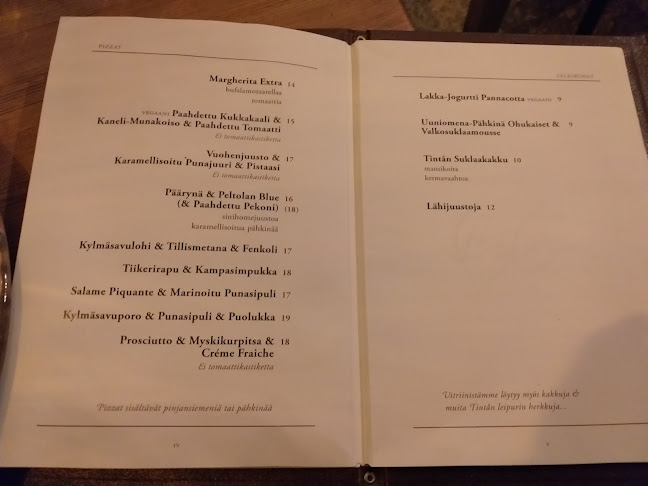 PIZZAT
Margherita Extra 14
buffalamozzarellaa
tomaattia
VEGAANI Paahdettu Kukkakaali & 15
Kaneli-Munakoiso & Paahdettu Tomaatti
Ei tomaattikastiketta
Vuohenjuusto & 17
Karamellisoitu Punajuuri & Pistaasi
Ei tomaattikastiketta
Päärynä & Peltolan Blue 16
(& Paahdettu Pekoni) (18)
sinihomejuustoa
karamellisoitua pähkinää
Kylmäsavulohi & Tillismetana & Fenkoli 17
Tiikerirapu & Kampasimpukka 18
Salame Piquante & Marinoitu Punasipuli 17
Kylmäsavuporo & Punasipuli & Puolukka 19
Prosciutto & Myskikurpitsa & 18
Créme Fraiche
Ei tomaattikastiketta
Pizzat sisältävät pinjansiemeniä tai pähkinää
JÄLKIRUOAT
Lakka-Jogurtti Pannacotta VEGAANI 9
Uuniomena-Pähkinä Ohukaiset & 9
Valkosuklaamousse
Tintån Suklaakakku 10
mansikoita
kermavaahtoa
Lähijuustoja 12
Vitriinistämme löytyy myös kakkuja &
muita Tintån leipurin herkkuja...